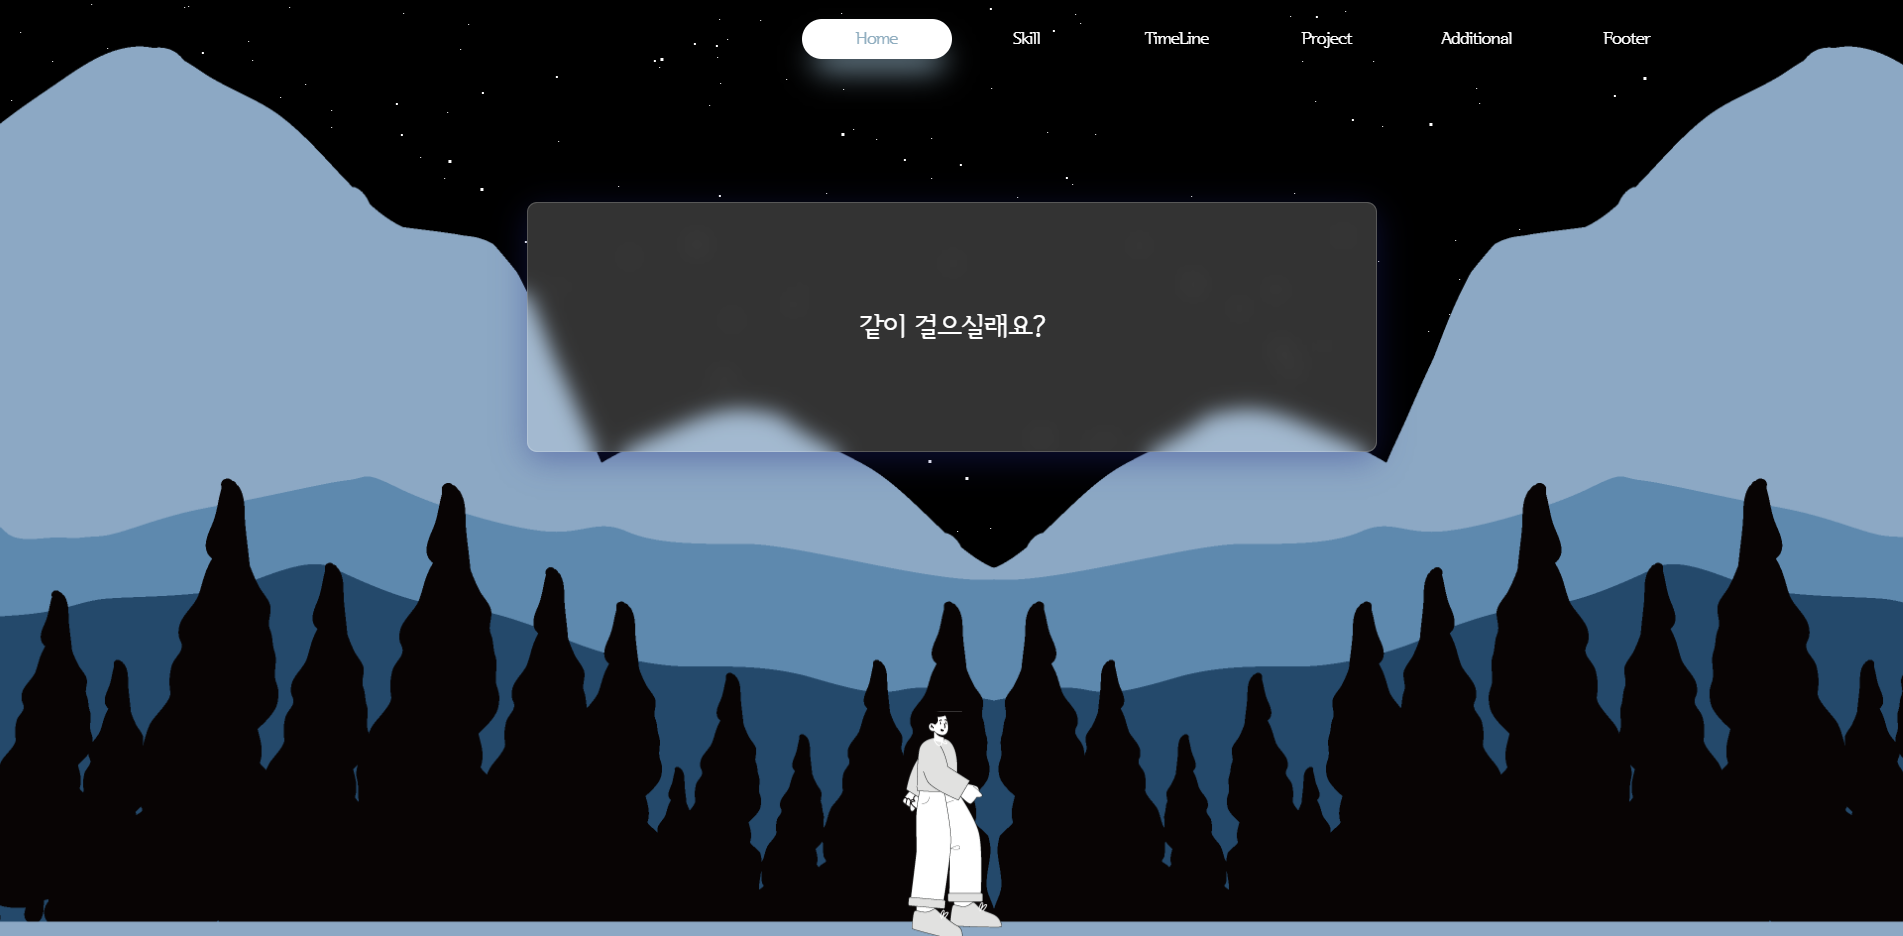 Home
Skill
TimeLine
Project
Additional
Footer
같이 걸으실래요?